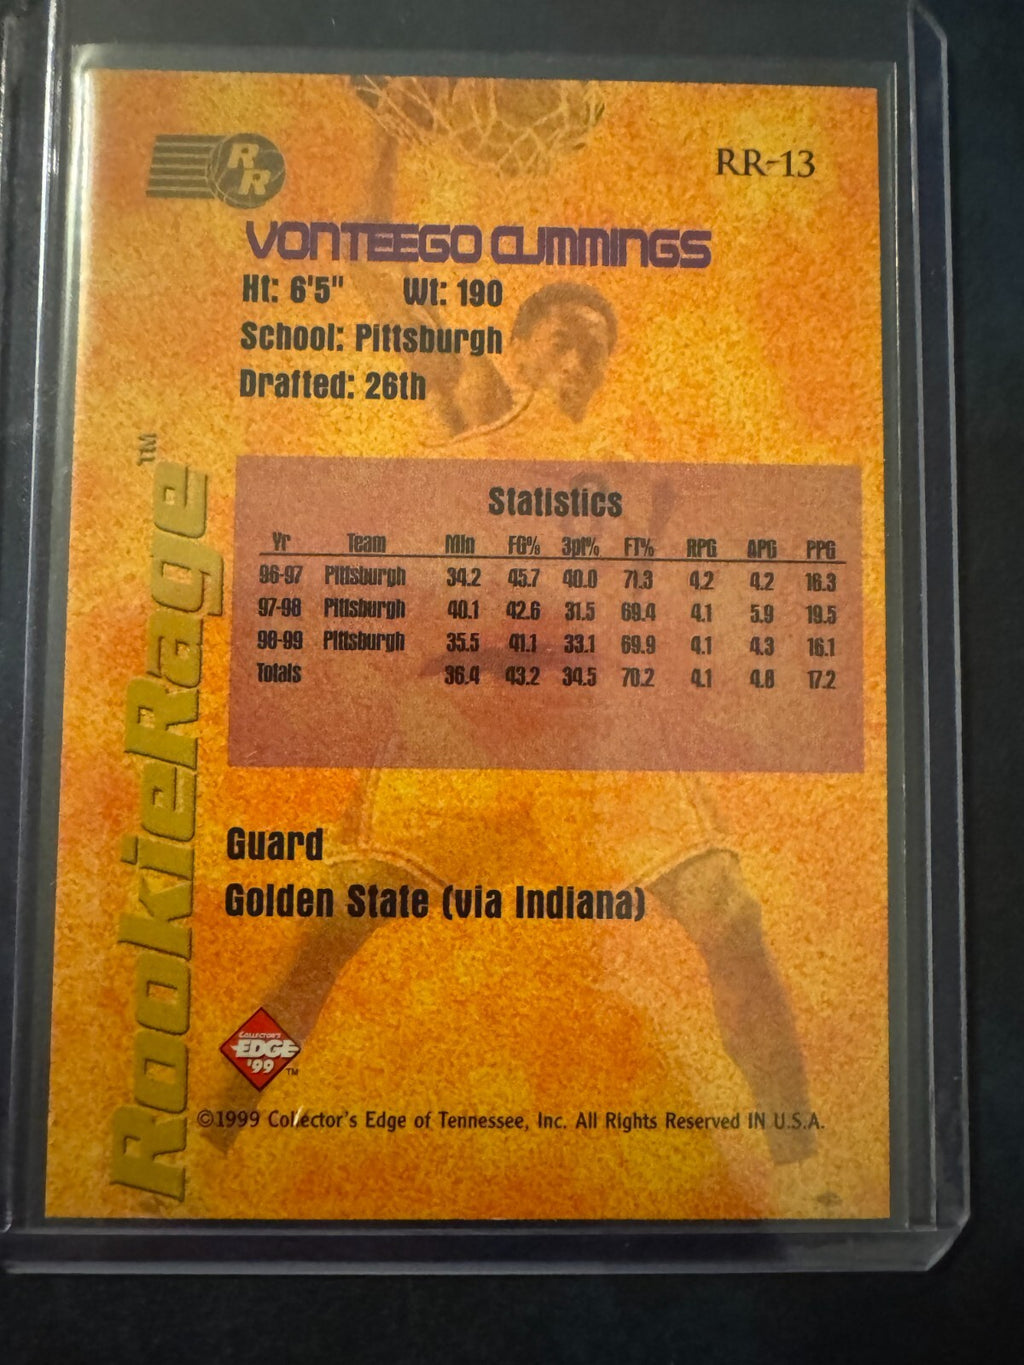 RR
RR-13
VONTEEGO CUMMINGS
Ht: 6'5" Wt: 190
School: Pittsburgh
Drafted: 26th
RookieRage™
Statistics
Yr Team Min FG% 3pt% FT% RPG APG PPG
96-97 Pittsburgh 34.2 45.7 40.0 71.3 4.2 4.2 16.3
97-98 Pittsburgh 40.1 42.6 31.5 69.4 4.1 5.9 19.5
98-99 Pittsburgh 35.5 41.1 33.1 69.9 4.1 4.3 16.1
Totals 36.4 43.2 34.5 70.2 4.1 4.8 17.2
Guard
Golden State (via Indiana)
COLLECTOR'S
EDGE
'99 ™
©1999 Collector's Edge of Tennessee, Inc. All Rights Reserved IN U.S.A.